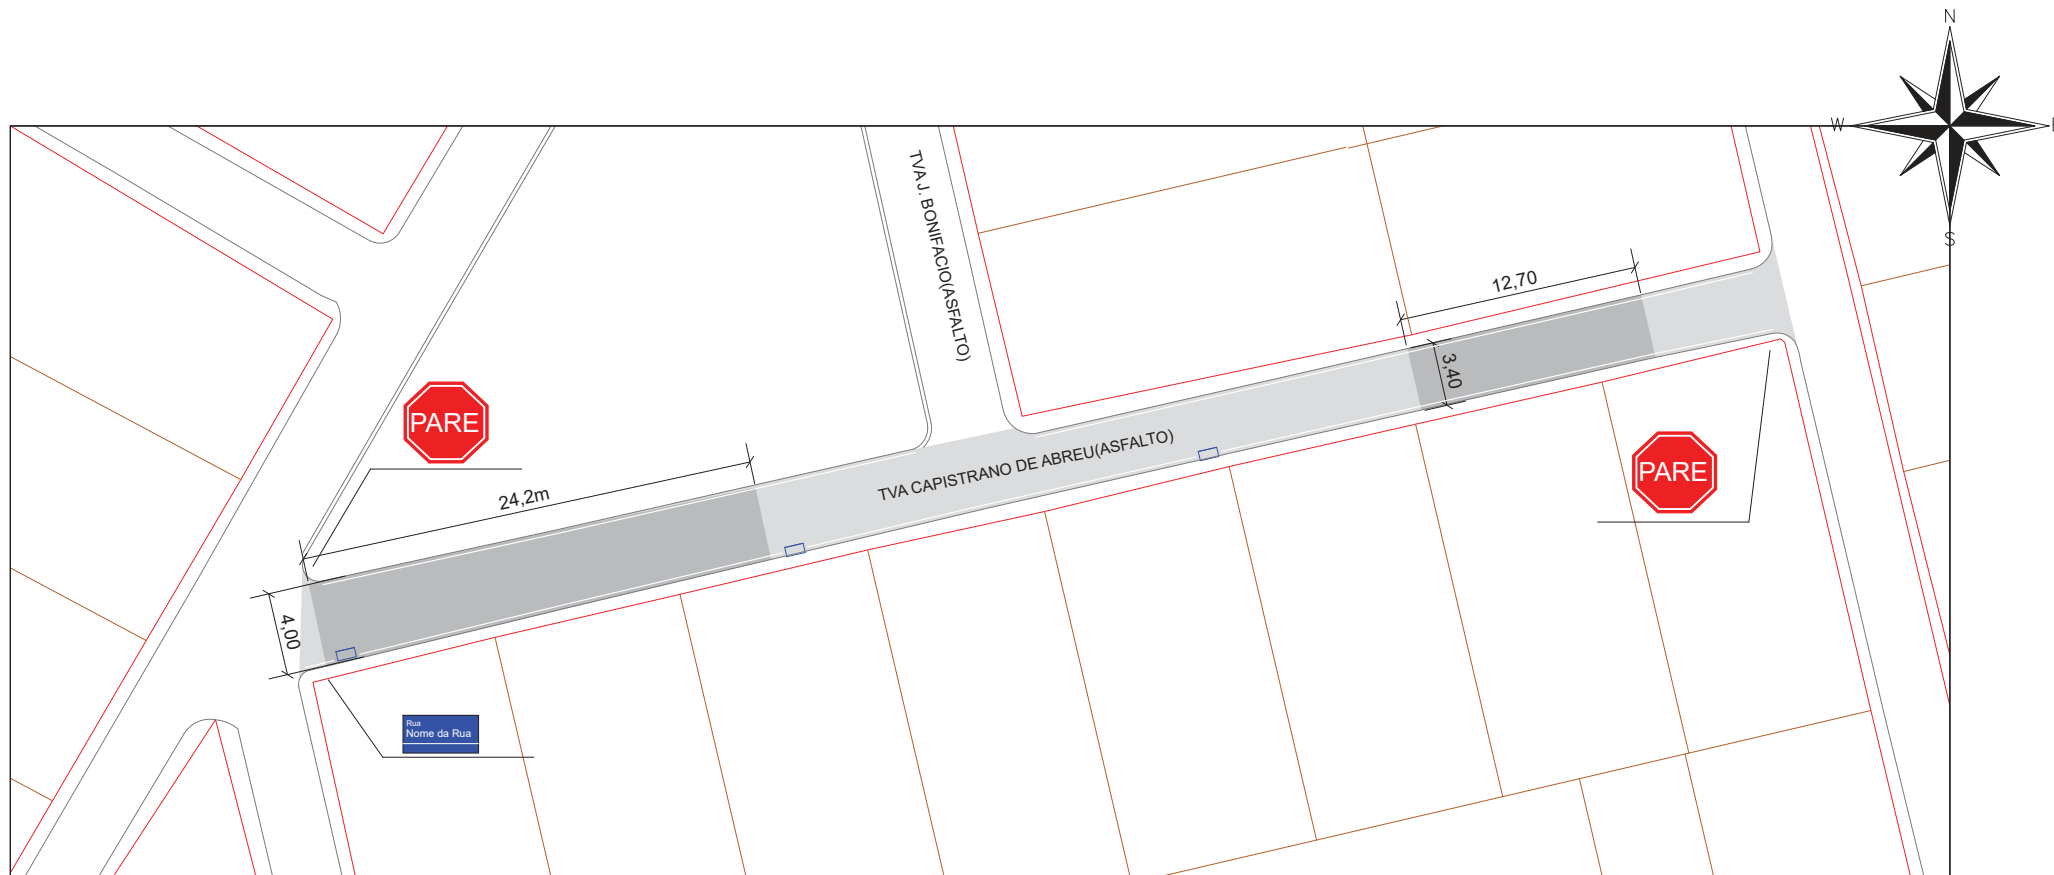 N
W
S
TVA J. BONIFACIO(ASFALTO)
12,70
3,40
PARE
TVA CAPISTRANO DE ABREU(ASFALTO)
PARE
24,2m
4,00
Rua
Nome da Rua